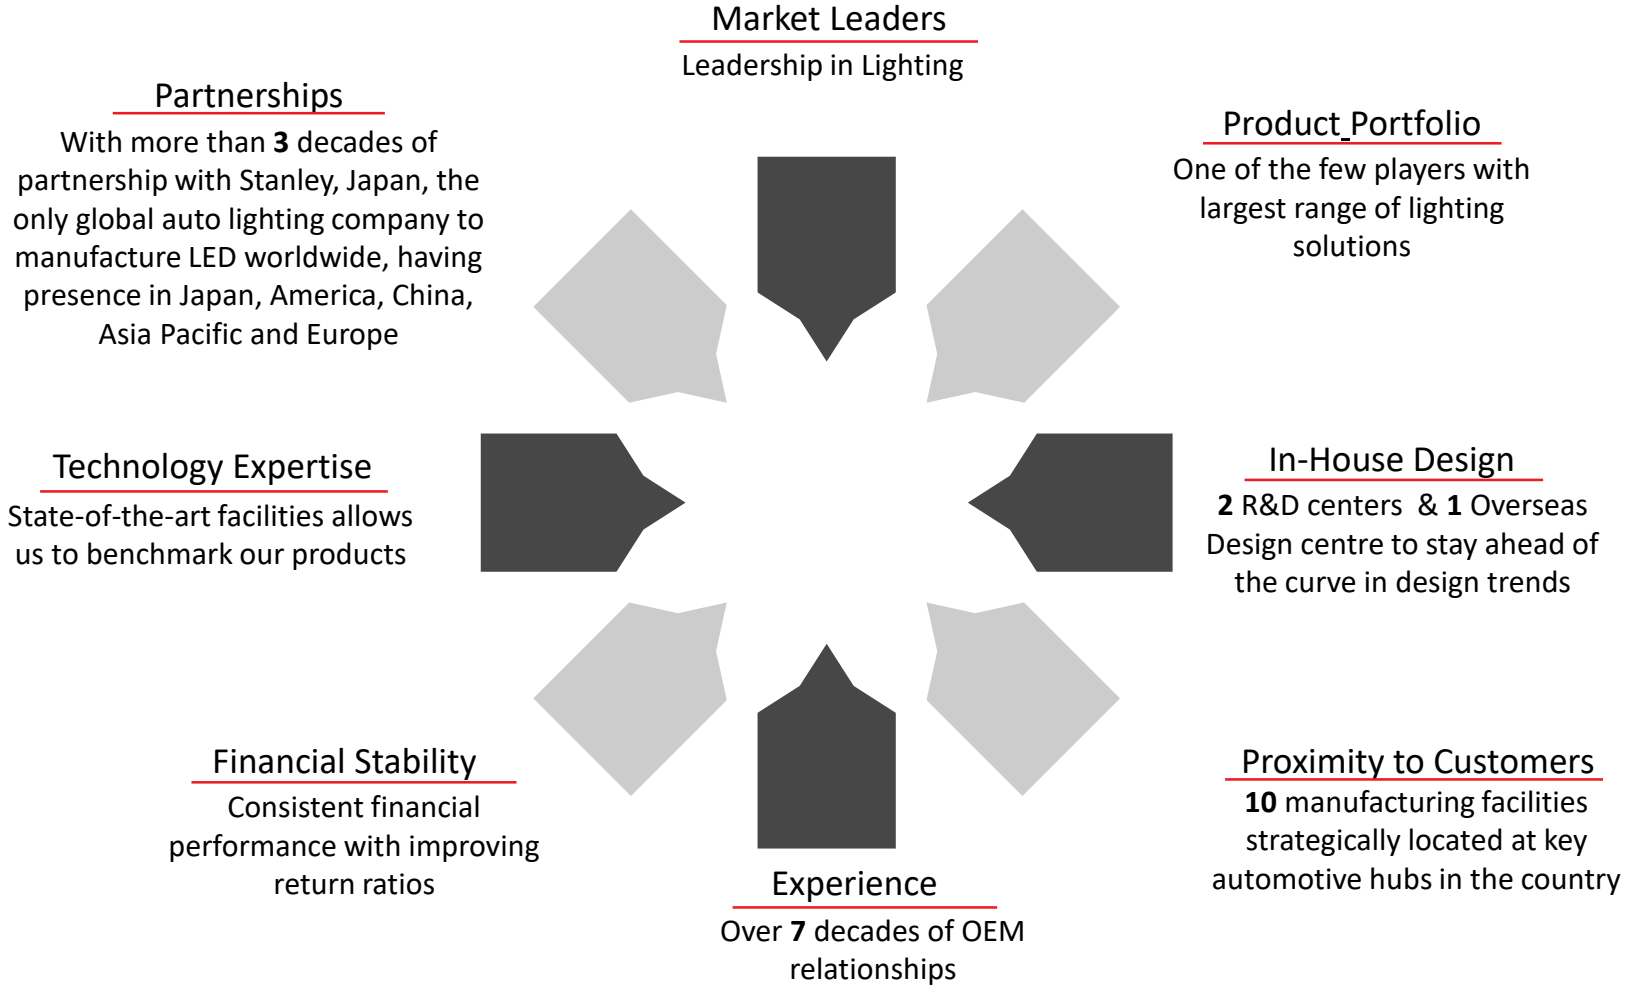 Market Leaders
Leadership in Lighting
Partnerships
With more than 3 decades of
partnership with Stanley, Japan, the
only global auto lighting company to
manufacture LED worldwide, having
presence in Japan, America, China,
Asia Pacific and Europe
Product Portfolio
One of the few players with
largest range of lighting
solutions
Technology Expertise
State-of-the-art facilities allows
us to benchmark our products
In-House Design
2 R&D centers & 1 Overseas
Design centre to stay ahead of
the curve in design trends
Financial Stability
Consistent financial
performance with improving
return ratios
Experience
Over 7 decades of OEM
relationships
Proximity to Customers
10 manufacturing facilities
strategically located at key
automotive hubs in the country